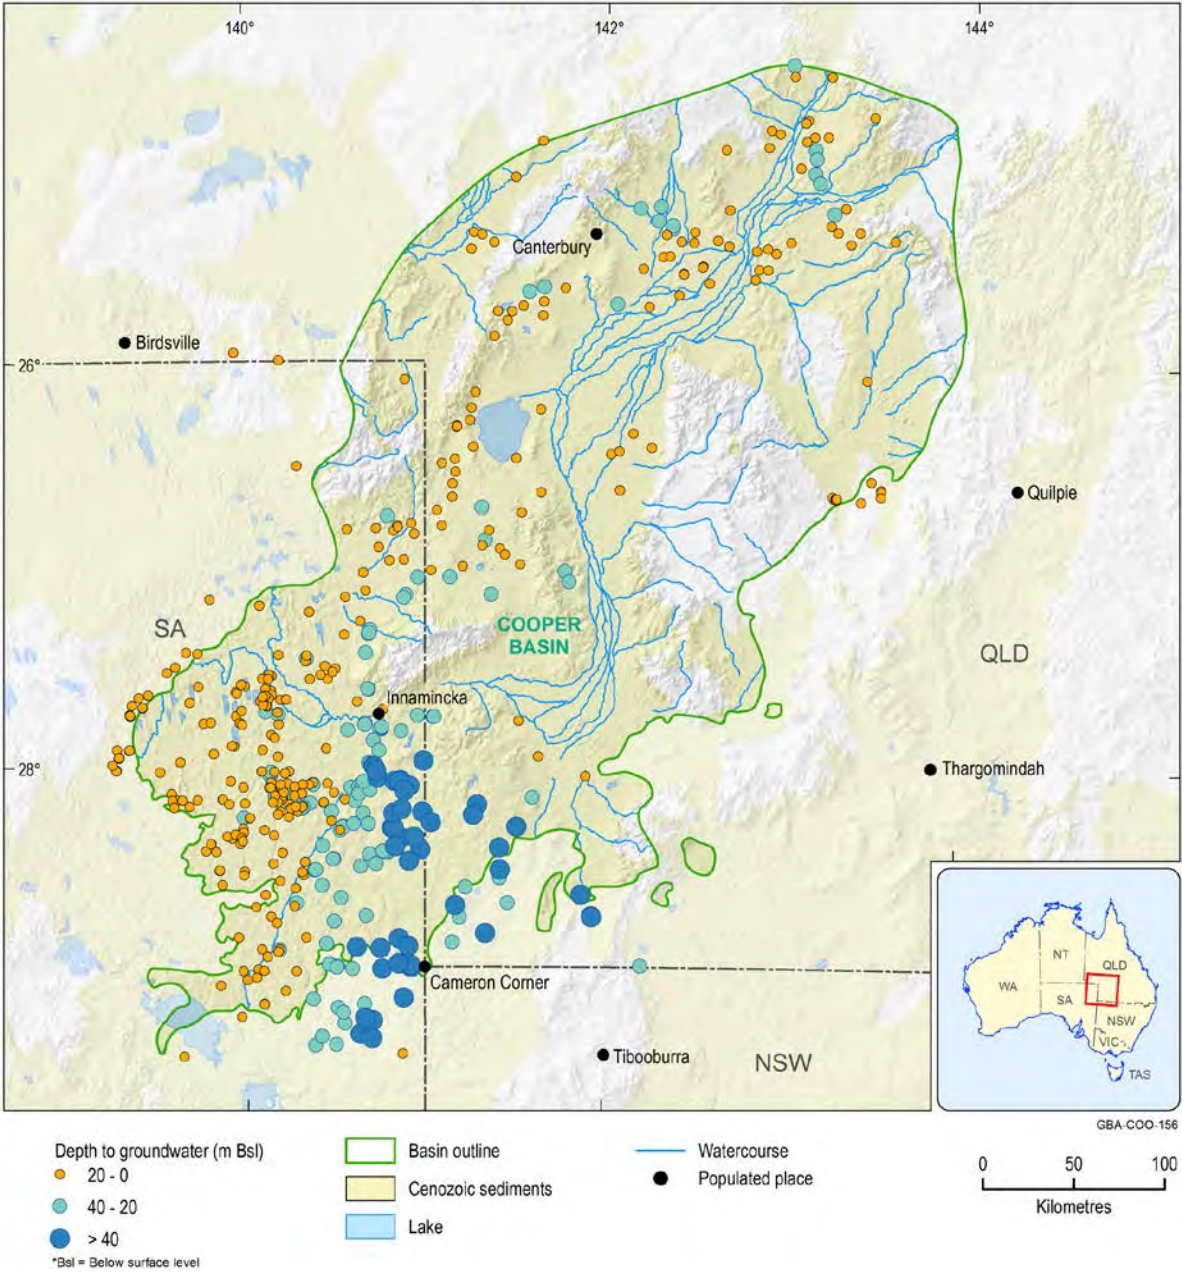 140°
142°
144°
Canterbury
Birdsville
26°
Quilpie
SA
COOPER
BASIN
QLD
Innamincka
28°
Thargomindah
Cameron Corner
Tibooburra
NSW
NT
QLD
WA
SA
NSW
VIC
TAS
GBA-COO-156
Depth to groundwater (m Bsl)
20 - 0
40 - 20
> 40
*Bsl = Below surface level
Basin outline
Cenozoic sediments
Lake
Watercourse
Populated place
0 50 100
Kilometres